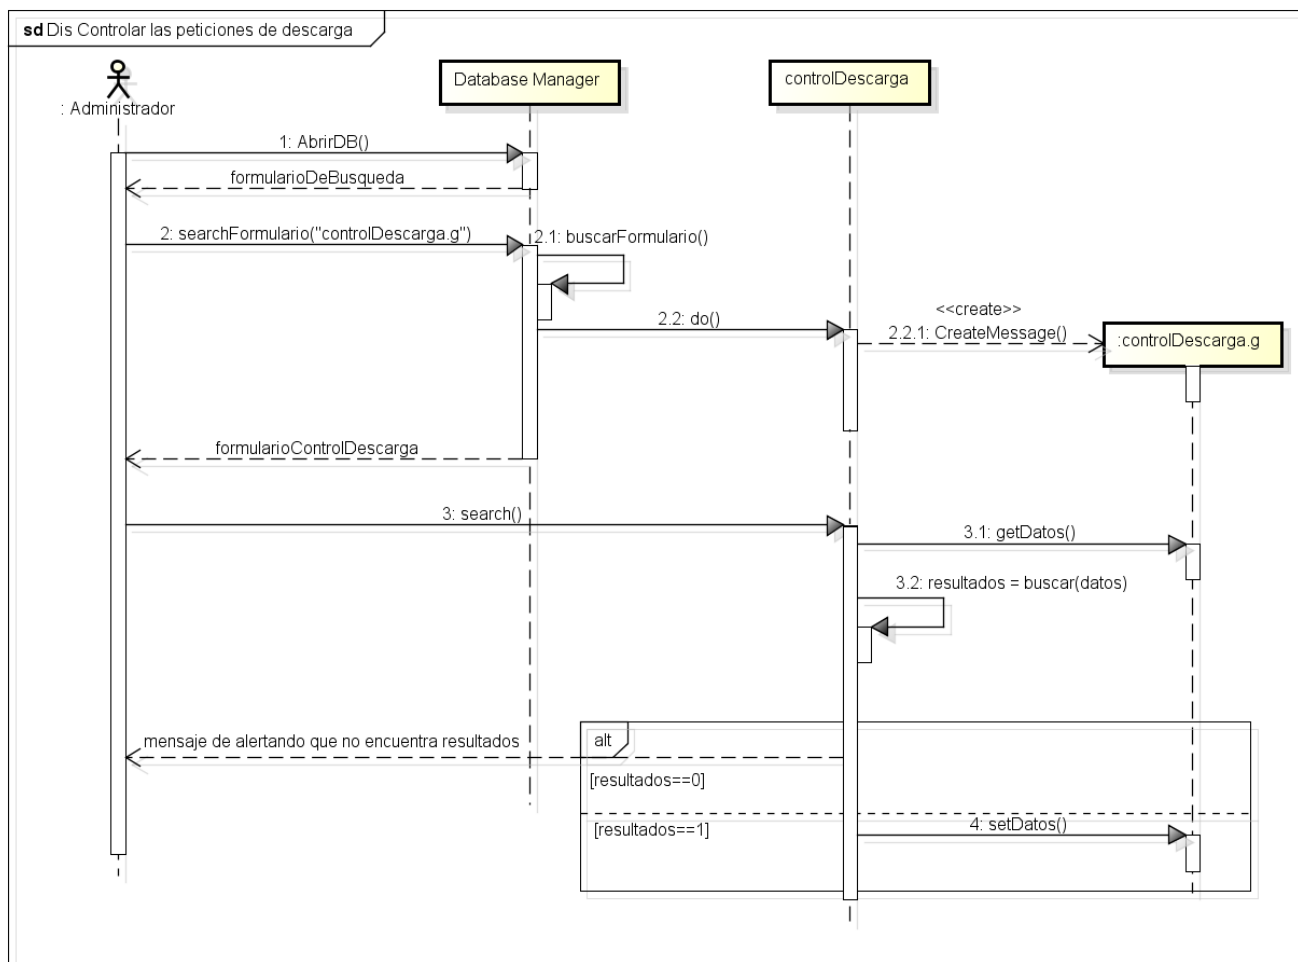 sd Dis Controlar las peticiones de descarga
: Administrador
Database Manager
controlDescarga
1: AbrirDB()
formularioDeBusqueda
2: searchFormulario("controlDescarga.g")
2.1: buscarFormulario()
2.2: do()
<<create>>
2.2.1: CreateMessage()
:controlDescarga.g
formularioControlDescarga
3: search()
3.1: getDatos()
3.2: resultados = buscar(datos)
mensaje de alertando que no encuentra resultados
alt
[resultados==0]
[resultados==1]
4: setDatos()